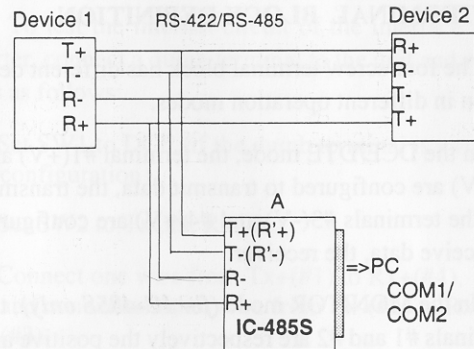 Device 1 RS-422/RS-485 Device 2
T+ R+
T- R-
R- T-
R+ T+
A
T+(R'+)
T-(R'-)
R- =>PC
R+ COM1/
IC-485S COM2